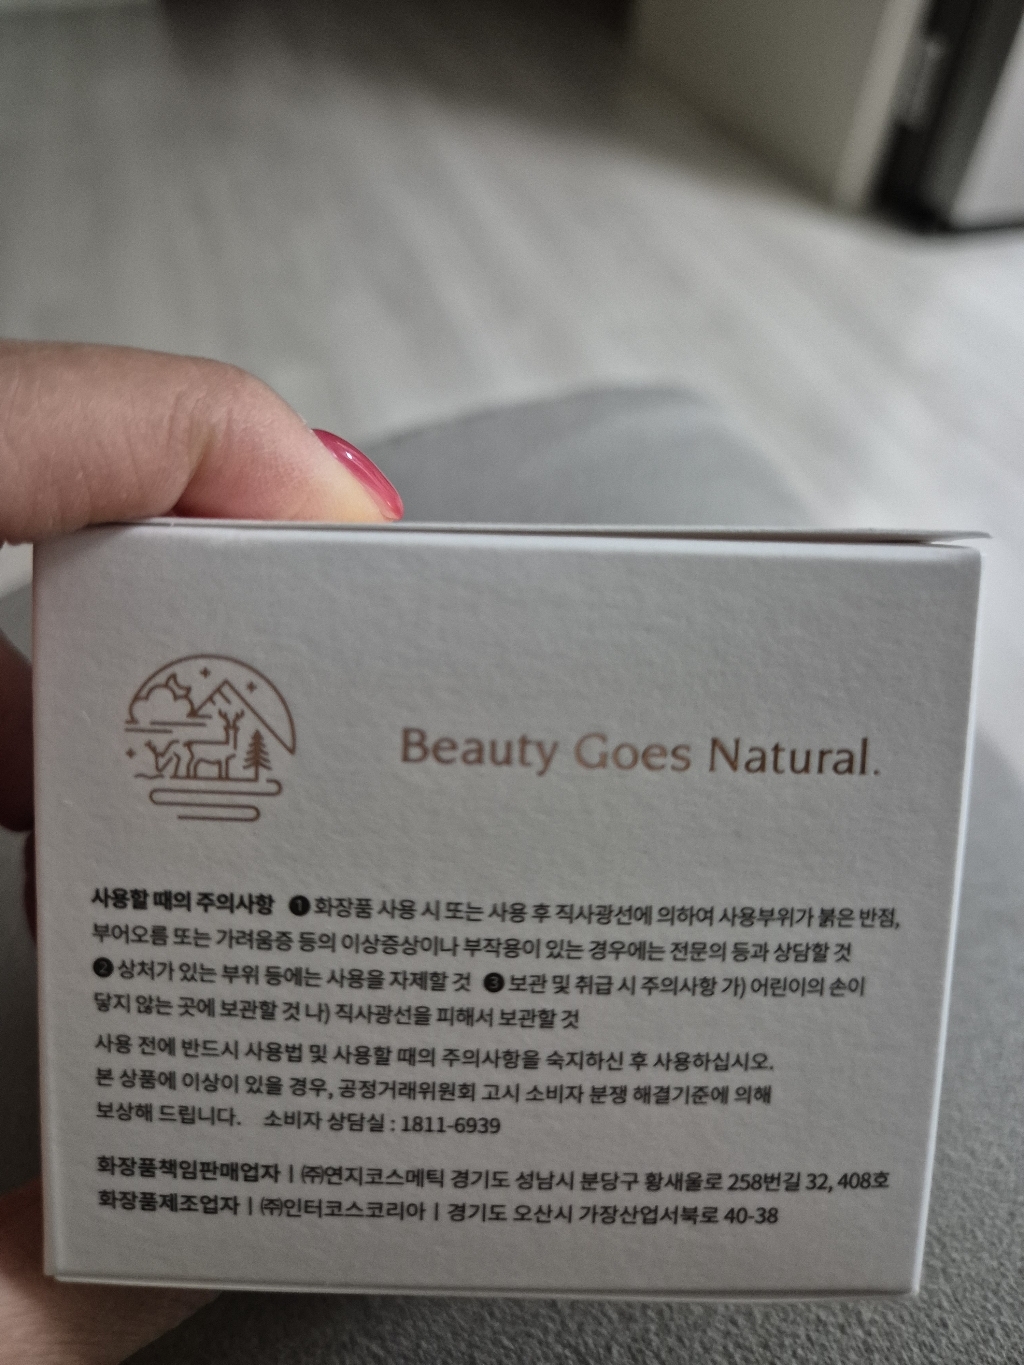 Beauty Goes Natural.
사용할 때의 주의사항 ❶ 화장품 사용 시 또는 사용 후 직사광선에 의하여 사용부위가 붉은 반점,
부어오름 또는 가려움증 등의 이상증상이나 부작용이 있는 경우에는 전문의 등과 상담할 것
❷ 상처가 있는 부위 등에는 사용을 자제할 것 ❸ 보관 및 취급 시 주의사항 가) 어린이의 손이
닿지 않는 곳에 보관할 것 나) 직사광선을 피해서 보관할 것
사용 전에 반드시 사용법 및 사용할 때의 주의사항을 숙지하신 후 사용하십시오.
본 상품에 이상이 있을 경우, 공정거래위원회 고시 소비자 분쟁 해결기준에 의해
보상해 드립니다. 소비자 상담실 : 1811-6939
화장품책임판매업자 | ㈜연지코스메틱 경기도 성남시 분당구 황새울로 258번길 32, 408호
화장품제조업자 | ㈜인터코스코리아 | 경기도 오산시 가장산업서북로 40-38